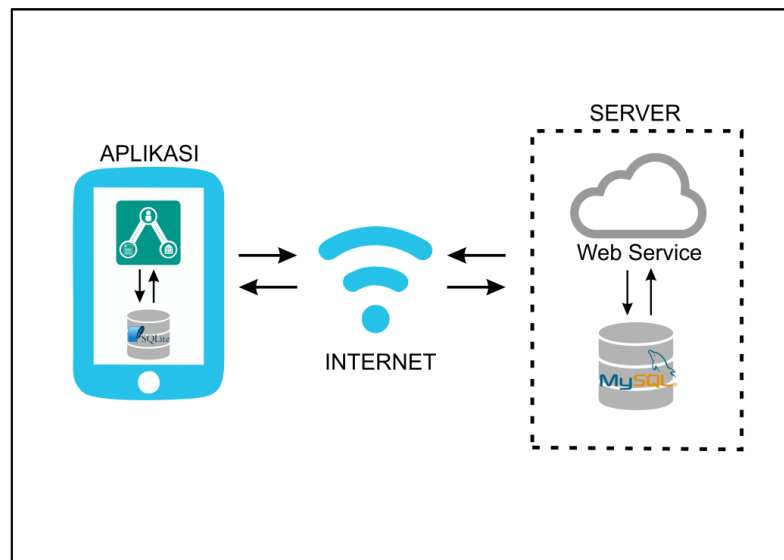 SERVER
APLIKASI
Web Service
SQLite
INTERNET
MySQL®